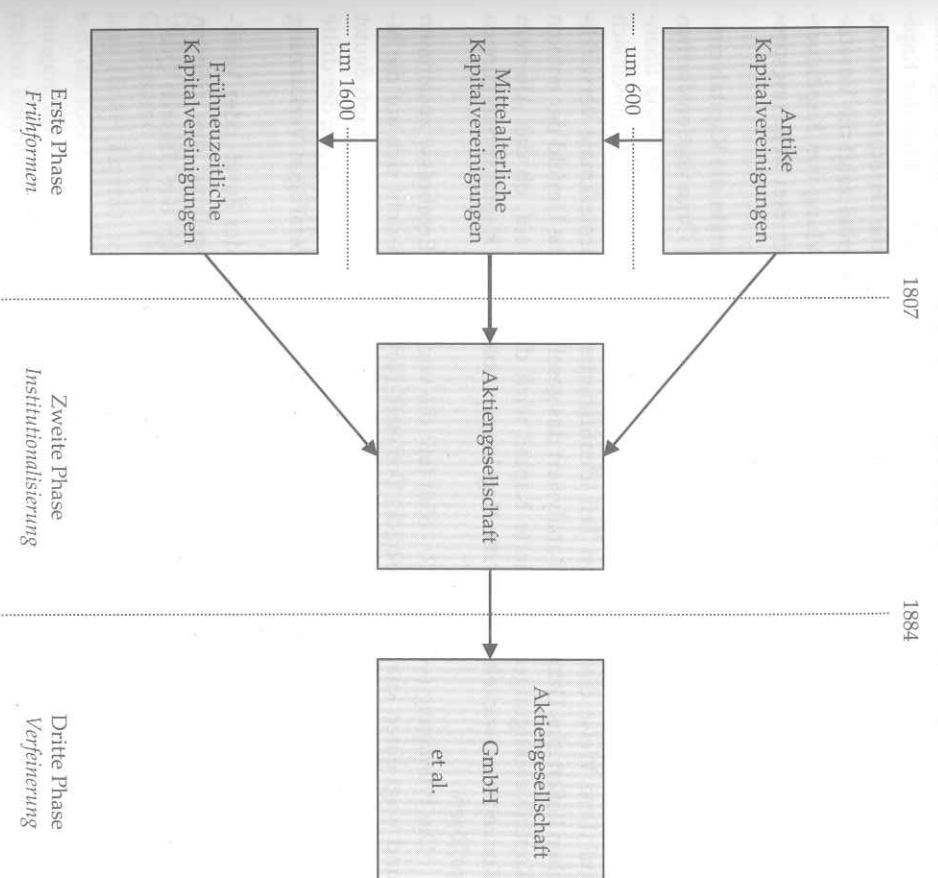 1807
1884
Antike
Kapitalvereinigungen
um 600
Mittelalterliche
Kapitalvereinigungen
Aktiengesellschaft
Aktiengesellschaft
GmbH
et al.
um 1600
Frühneuzeitliche
Kapitalvereinigungen
Erste Phase
Frühformen
Zweite Phase
Institutionalisierung
Dritte Phase
Verfeinerung